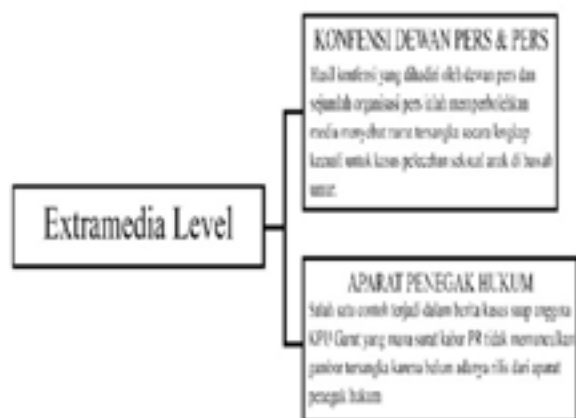 KONFENSI DEWAN PERS & PERS
Hasil konfensi yang dihadiri oleh dewan pers dan
sejumlah organisasi pers ialah memperbolehkan
media menyebut nama tersangka secara lengkap
kecuali untuk kasus pelecehan seksual anak di bawah
umur.
Extramedia Level
APARAT PENEGAK HUKUM
Salah satu contoh terjadi dalam berita kasus suap anggota
KPU Garut yang mana surat kabar PR tidak memunculkan
gambar tersangka karena belum adanya rilis dari aparat
penegak hukum